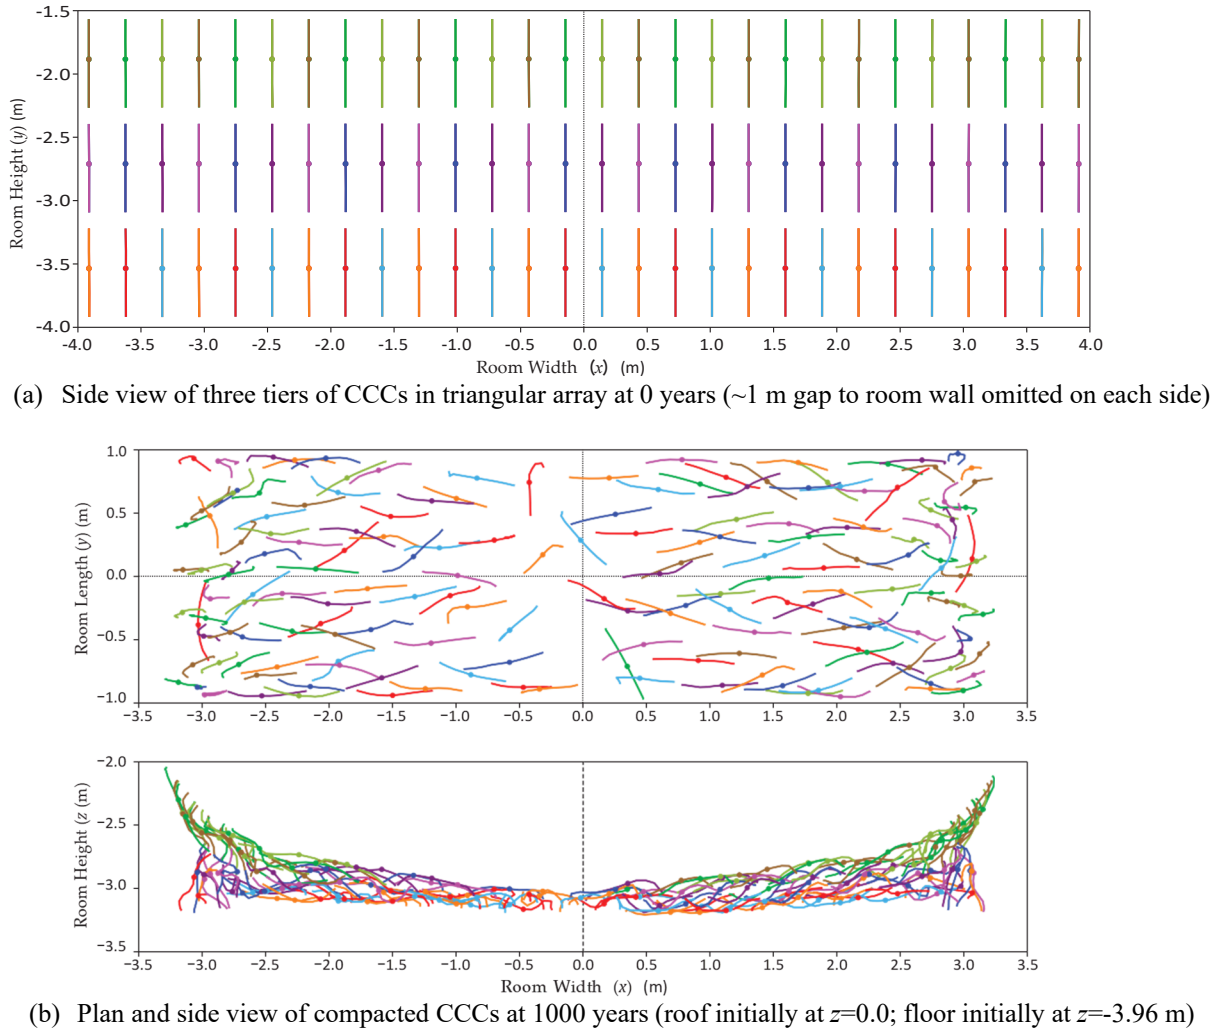 -1.5
-2.0
-2.5
-3.0
-3.5
-4.0
Room Height (y) (m)
-4.0 -3.5 -3.0 -2.5 -2.0 -1.5 -1.0 -0.5 0.0 0.5 1.0 1.5 2.0 2.5 3.0 3.5 4.0
Room Width (x) (m)
(a) Side view of three tiers of CCCs in triangular array at 0 years (~1 m gap to room wall omitted on each side)
1.0
0.5
0.0
−0.5
−1.0
Room Length (y) (m)
−3.5 −3.0 −2.5 −2.0 −1.5 −1.0 −0.5 0.0 0.5 1.0 1.5 2.0 2.5 3.0 3.5
−2.0
−2.5
−3.0
−3.5
Room Height (z (m)
−3.5 −3.0 −2.5 −2.0 −1.5 −1.0 −0.5 0.0 0.5 1.0 1.5 2.0 2.5 3.0 3.5
Room Width (x) (m)
(b) Plan and side view of compacted CCCs at 1000 years (roof initially at z=0.0; floor initially at z=-3.96 m)